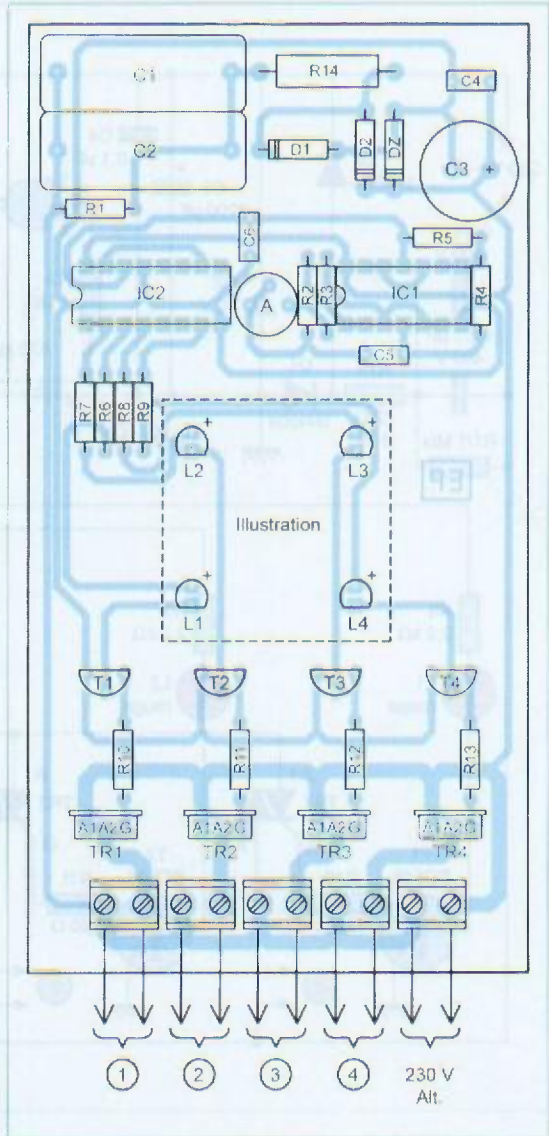 C1
R14
C4
C2
D1
D2
DZ
C3 +
R1
C6
R5
IC2
A
R2
R3
IC1
R4
C5
R7
R6
R8
R9
+
L2
+
L3
Illustration
+
L1
+
L4
T1
T2
T3
T4
R10
R11
R12
R13
A1A2G
A1A2G
A1A2G
A1A2G
TR1
TR2
TR3
TR4
1
2
3
4
230 V
Alt.